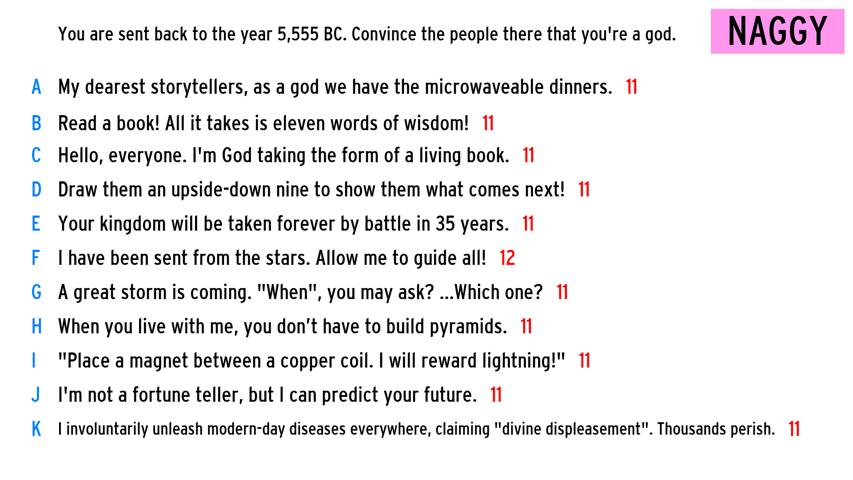 You are sent back to the year 5,555 BC. Convince the people there that you're a god. NAGGY
A My dearest storytellers, as a god we have the microwaveable dinners. 11
B Read a book! All it takes is eleven words of wisdom! 11
C Hello, everyone. I'm God taking the form of a living book. 11
D Draw them an upside-down nine to show them what comes next! 11
E Your kingdom will be taken forever by battle in 35 years. 11
F I have been sent from the stars. Allow me to guide all! 12
G A great storm is coming. "When", you may ask? ...Which one? 11
H When you live with me, you don’t have to build pyramids. 11
I "Place a magnet between a copper coil. I will reward lightning!" 11
J I'm not a fortune teller, but I can predict your future. 11
K I involuntarily unleash modern-day diseases everywhere, claiming "divine displeasement". Thousands perish. 11